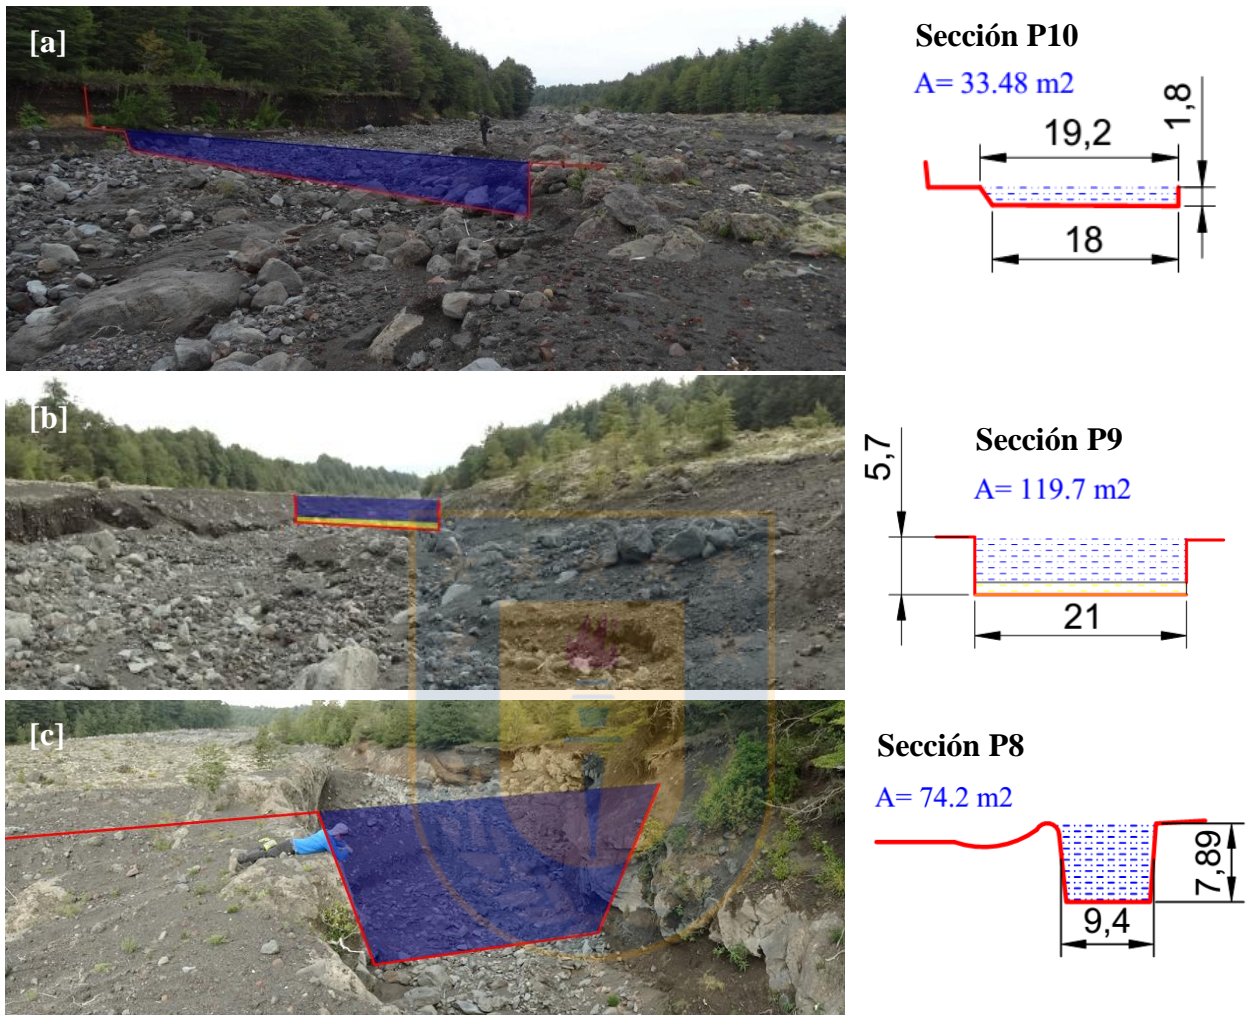 [a]
Sección P10
A= 33.48 m2
19,2
1,8
18
[b]
Sección P9
A= 119.7 m2
5,7
21
[c]
Sección P8
A= 74.2 m2
7,89
9,4